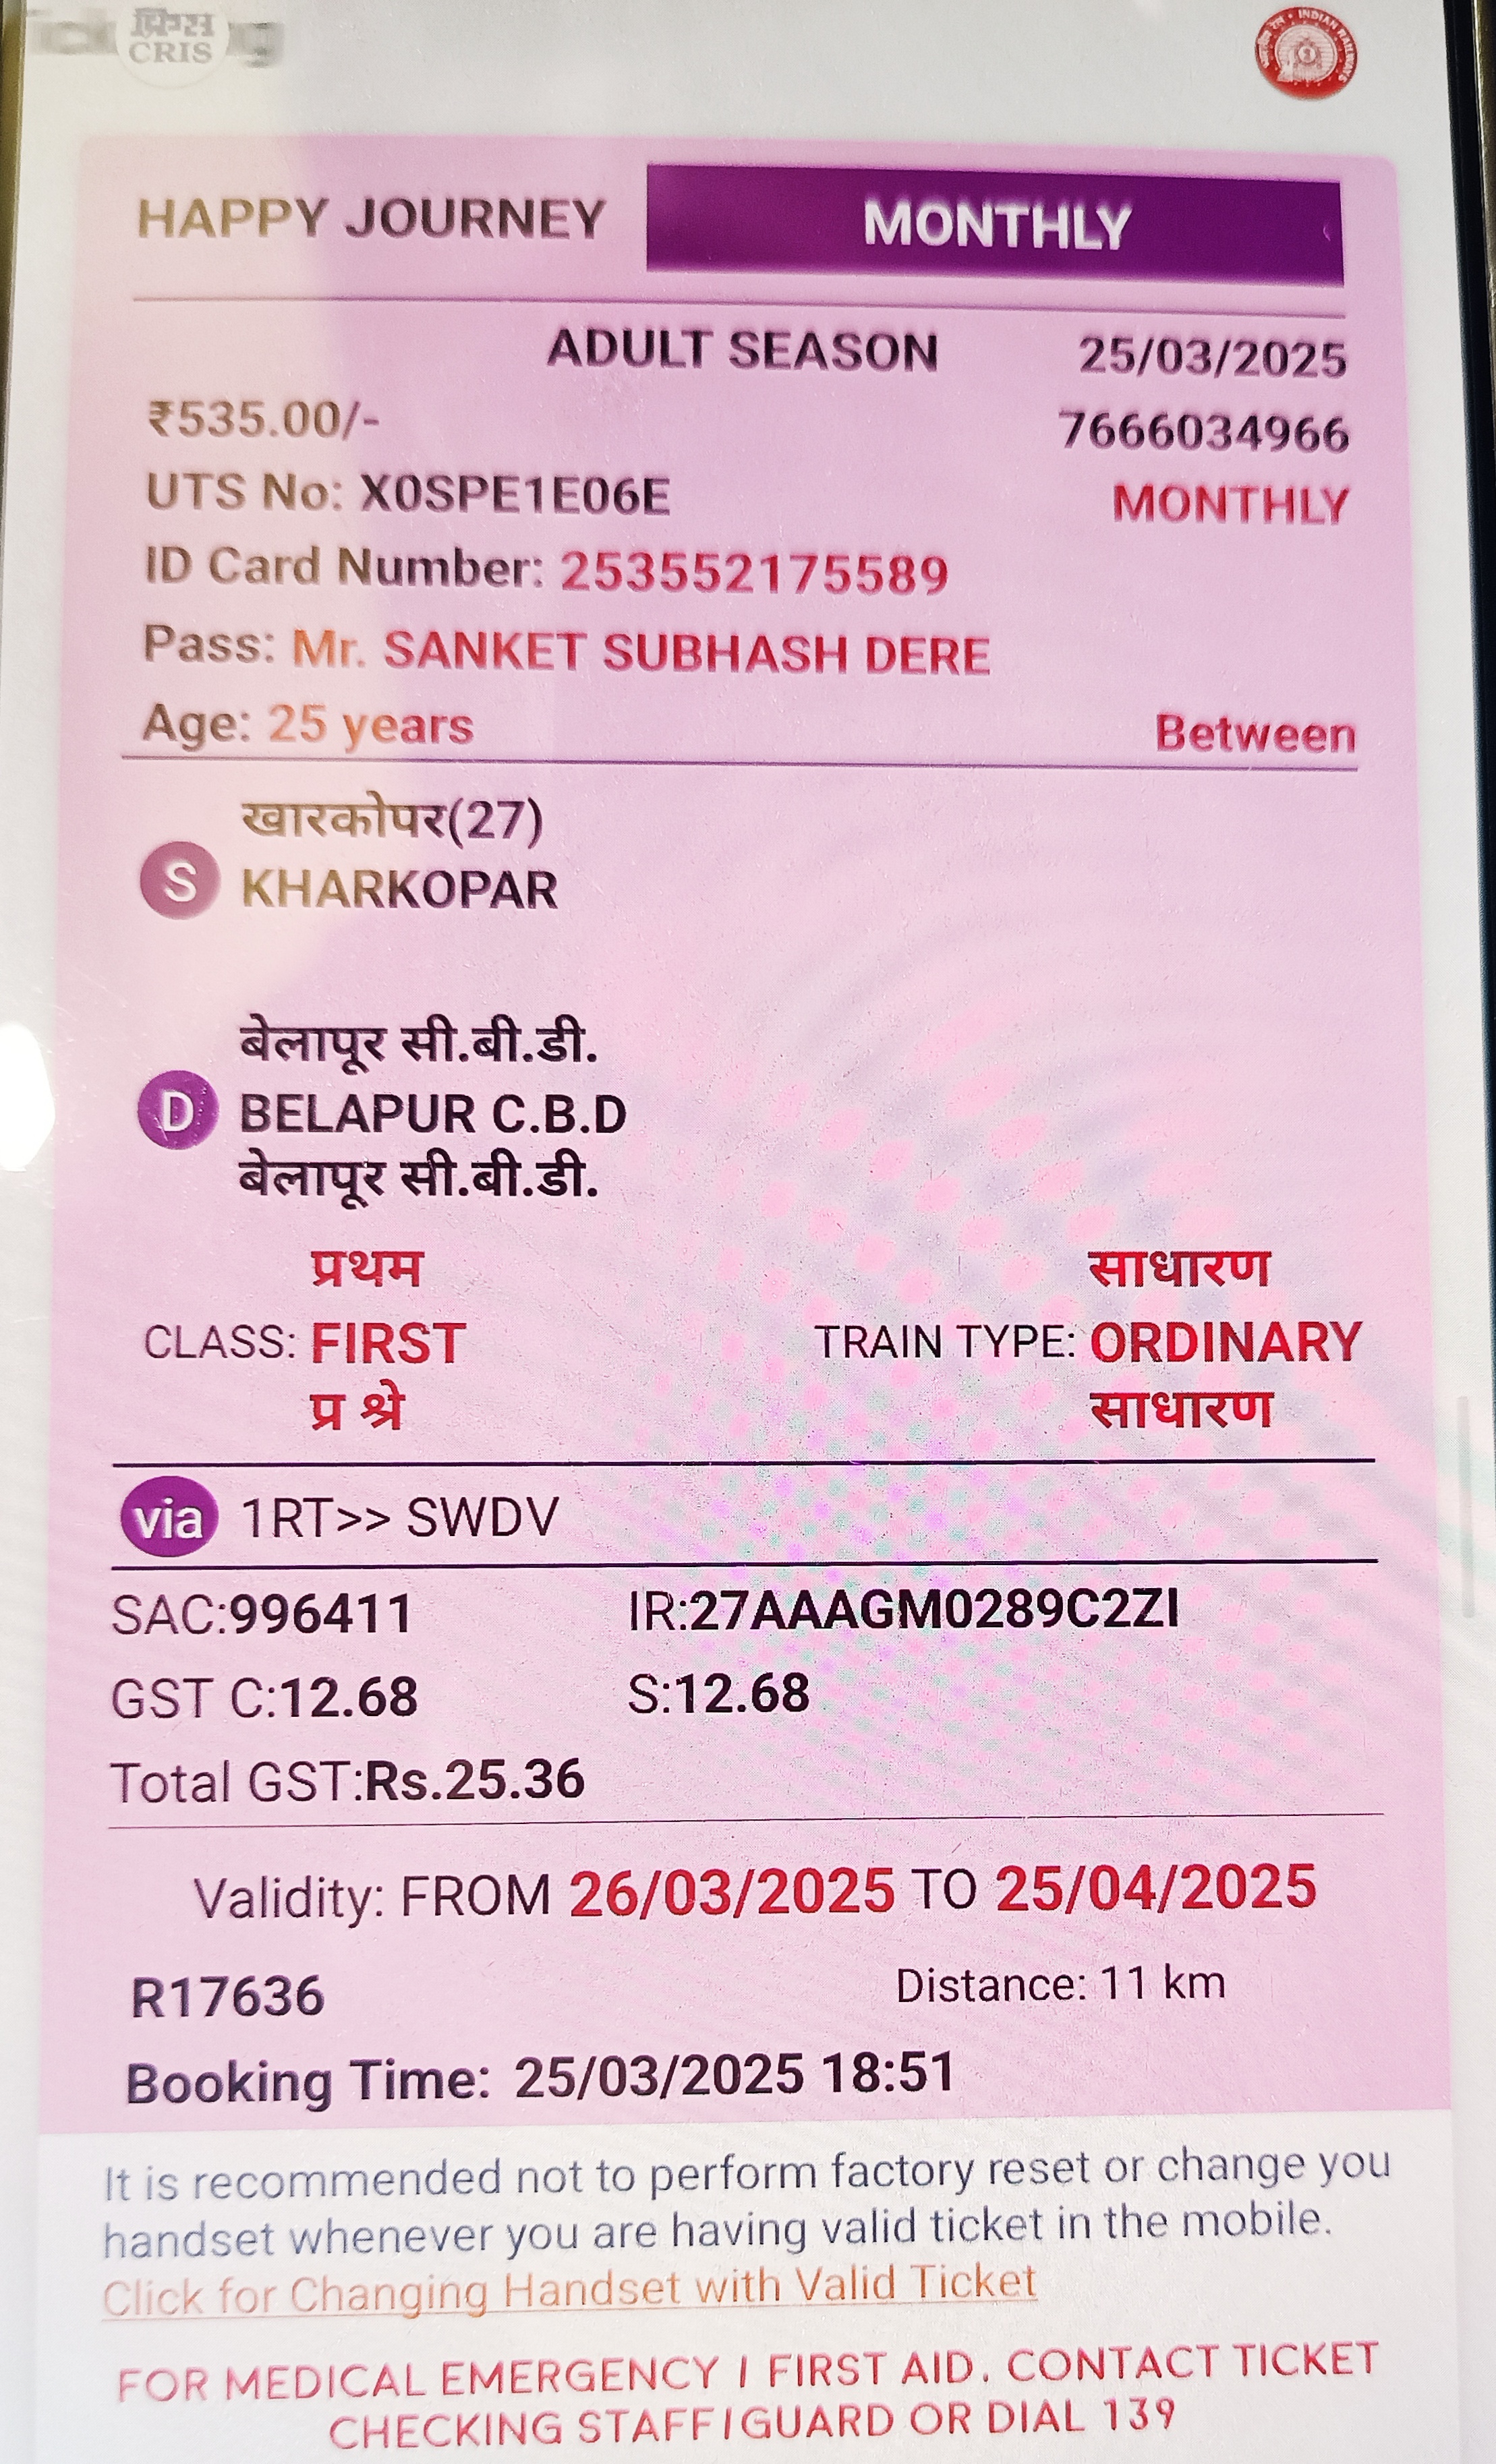 क्रिस
CRIS
INDIAN RAILWAYS
HAPPY JOURNEY
MONTHLY
ADULT SEASON 25/03/2025
₹535.00/- 7666034966
UTS No: X0SPE1E06E MONTHLY
ID Card Number: 253552175589
Pass: Mr. SANKET SUBHASH DERE
Age: 25 years Between
खारकोपर(27)
S KHARKOPAR
बेलापूर सी.बी.डी.
D BELAPUR C.B.D
बेलापूर सी.बी.डी.
प्रथम साधारण
CLASS: FIRST TRAIN TYPE: ORDINARY
प्र श्रे साधारण
via 1RT>> SWDV
SAC:996411 IR:27AAAGM0289C2ZI
GST C:12.68 S:12.68
Total GST:Rs.25.36
Validity: FROM 26/03/2025 TO 25/04/2025
R17636 Distance: 11 km
Booking Time: 25/03/2025 18:51
It is recommended not to perform factory reset or change you
handset whenever you are having valid ticket in the mobile.
Click for Changing Handset with Valid Ticket
FOR MEDICAL EMERGENCY | FIRST AID. CONTACT TICKET
CHECKING STAFF|GUARD OR DIAL 139